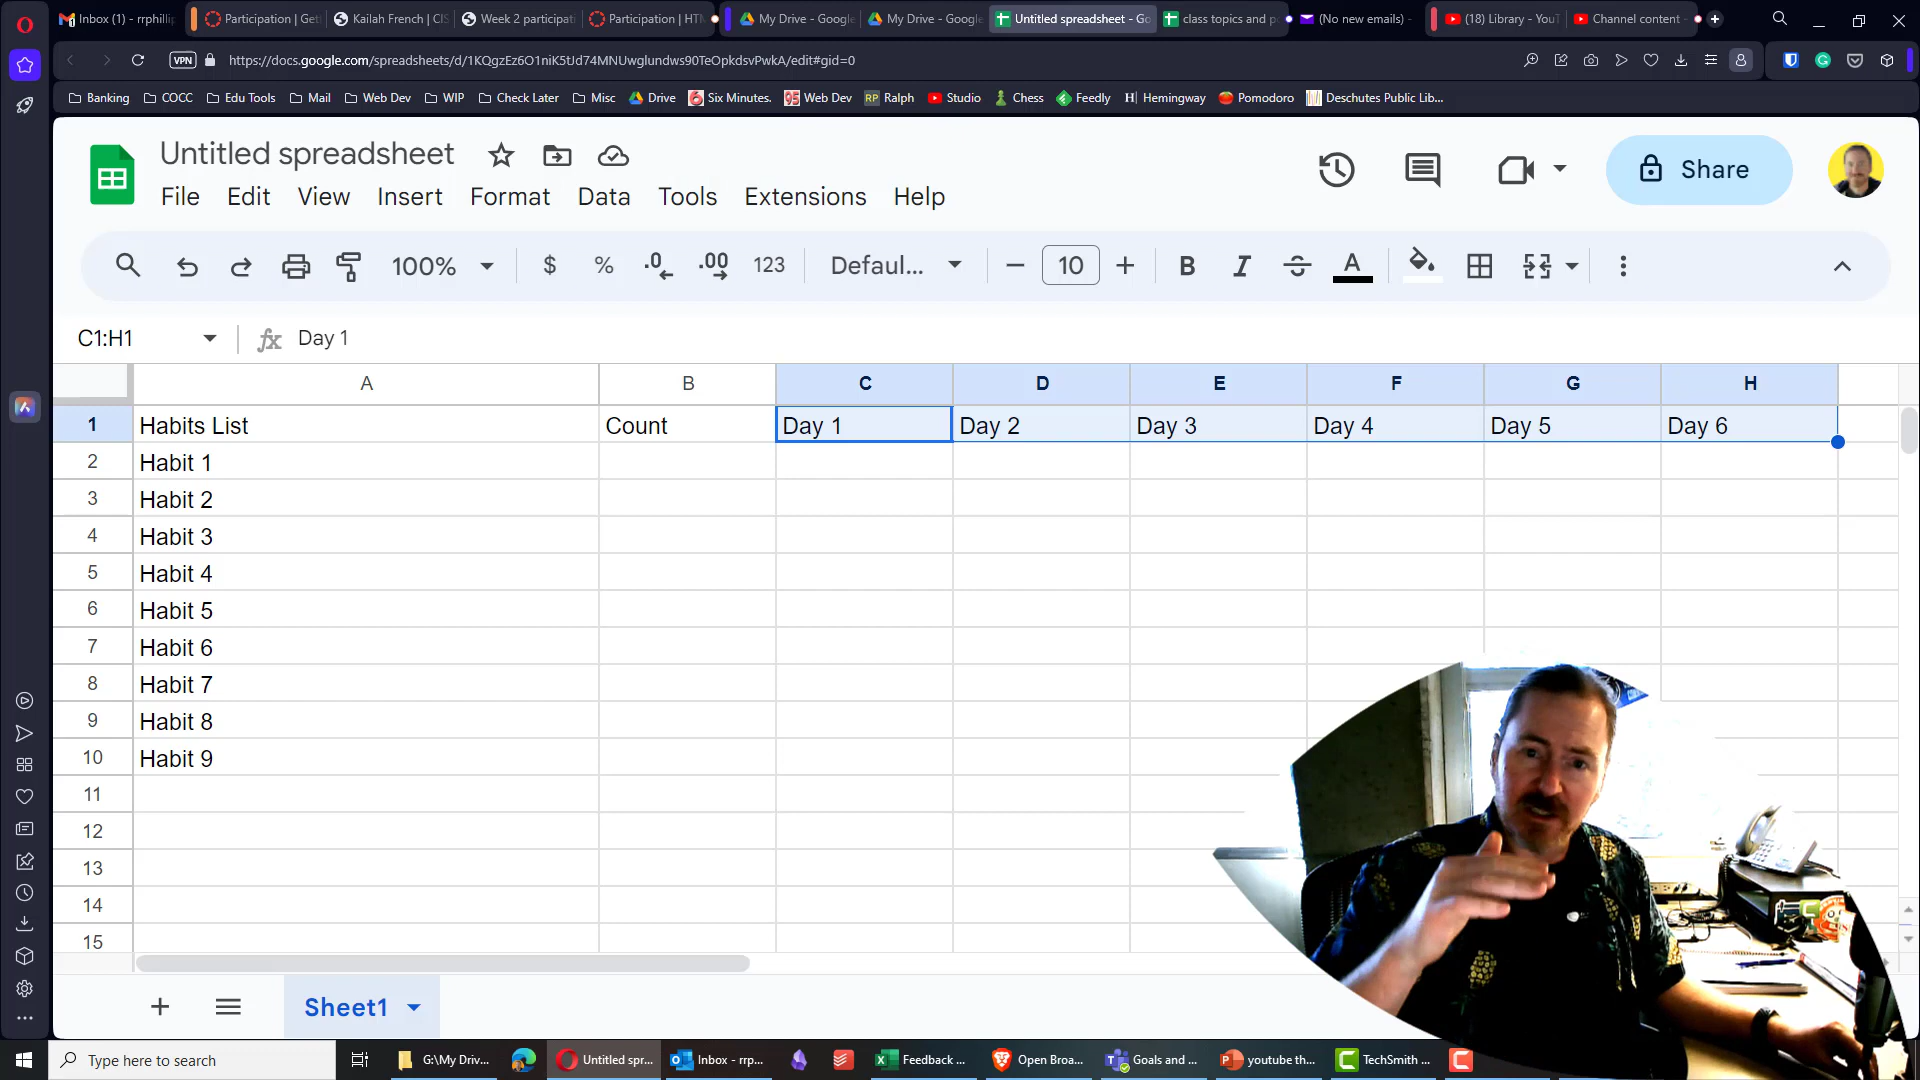 Inbox (1) - rrphillip
Participation | Get
Kailah French | CIS
Week 2 participati
Participation | HTM
My Drive - Google
My Drive - Google
Untitled spreadsheet - Go
class topics and p
(No new emails) -
(18) Library - YouT
Channel content -
VPN
https://docs.google.com/spreadsheets/d/1KQgzEz6O1niK5tJd74MNUwglundws90TeOpkdsvPwkA/edit#gid=0
Banking
COCC
Edu Tools
Mail
Web Dev
WIP
Check Later
Misc
Drive
Six Minutes.
Web Dev
RP Ralph
Studio
Chess
Feedly
H Hemingway
Pomodoro
Deschutes Public Lib...
Untitled spreadsheet
Share
File Edit View Insert Format Data Tools Extensions Help
100% $ % .0 .00 123 Defaul... − 10 + B I S A
C1:H1 fx Day 1
A B C D E F G H
1 Habits List Count Day 1 Day 2 Day 3 Day 4 Day 5 Day 6
2 Habit 1
3 Habit 2
4 Habit 3
5 Habit 4
6 Habit 5
7 Habit 6
8 Habit 7
9 Habit 8
10 Habit 9
11
12
13
14
15
Sheet1
Type here to search
G:\My Driv...
Untitled spr...
Inbox - rrp...
Feedback ...
Open Broa...
Goals and ...
youtube th...
TechSmith ...